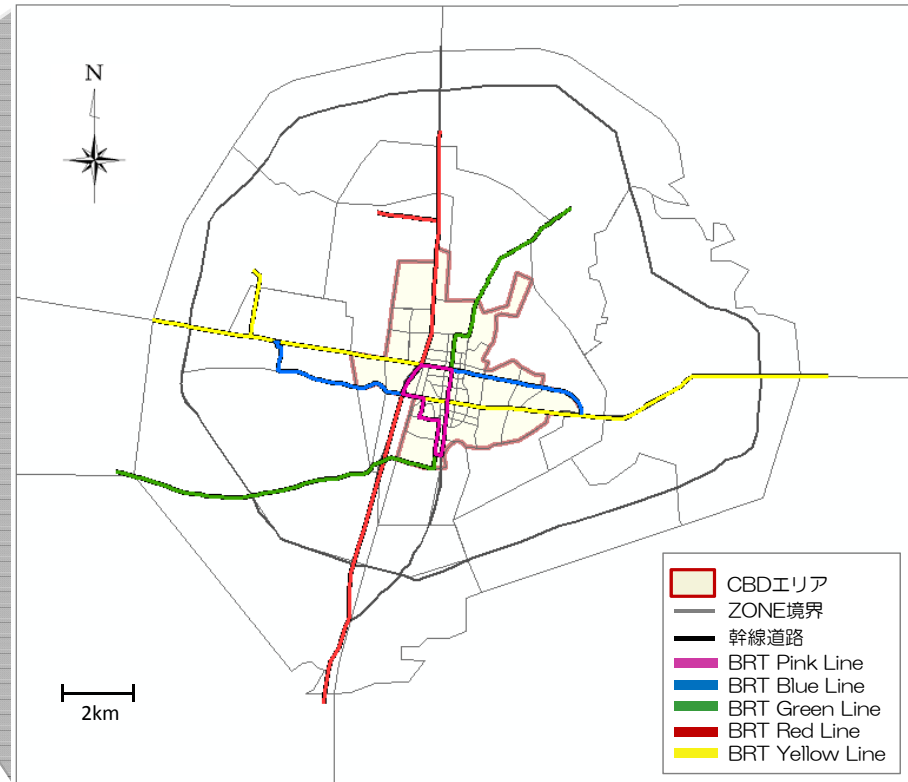 N
CBDエリア
ZONE境界
幹線道路
BRT Pink Line
BRT Blue Line
BRT Green Line
BRT Red Line
BRT Yellow Line
2km